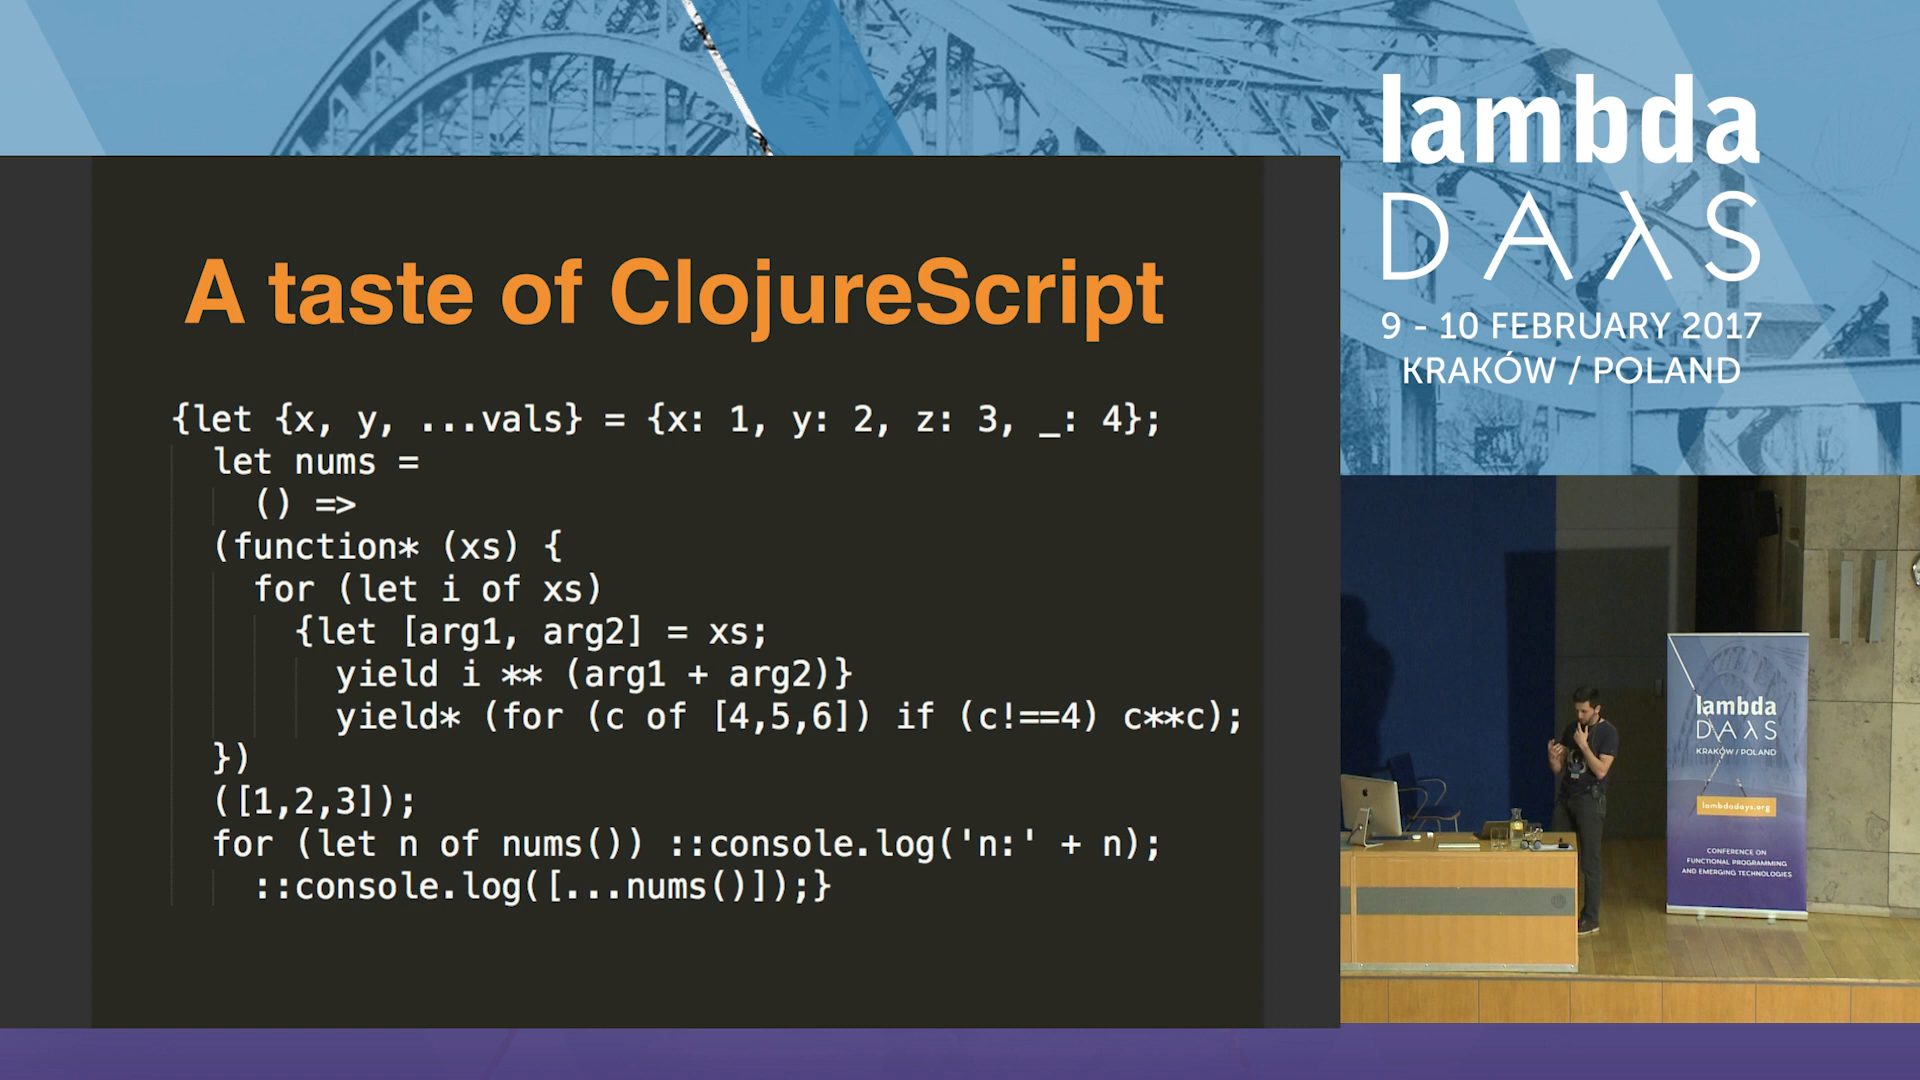 lambda
DAλS
9 - 10 FEBRUARY 2017
KRAKÓW / POLAND
A taste of ClojureScript
{let {x, y, ...vals} = {x: 1, y: 2, z: 3, _: 4};
let nums =
() =>
(function* (xs) {
for (let i of xs)
{let [arg1, arg2] = xs;
yield i ** (arg1 + arg2)}
yield* (for (c of [4,5,6]) if (c!==4) c**c);
})
([1,2,3]);
for (let n of nums()) ::console.log('n:' + n);
::console.log([...nums()]);}
lambda
DAλS
KRAKÓW / POLAND
lambdadays.org
CONFERENCE ON
FUNCTIONAL PROGRAMMING
AND EMERGING TECHNOLOGIES